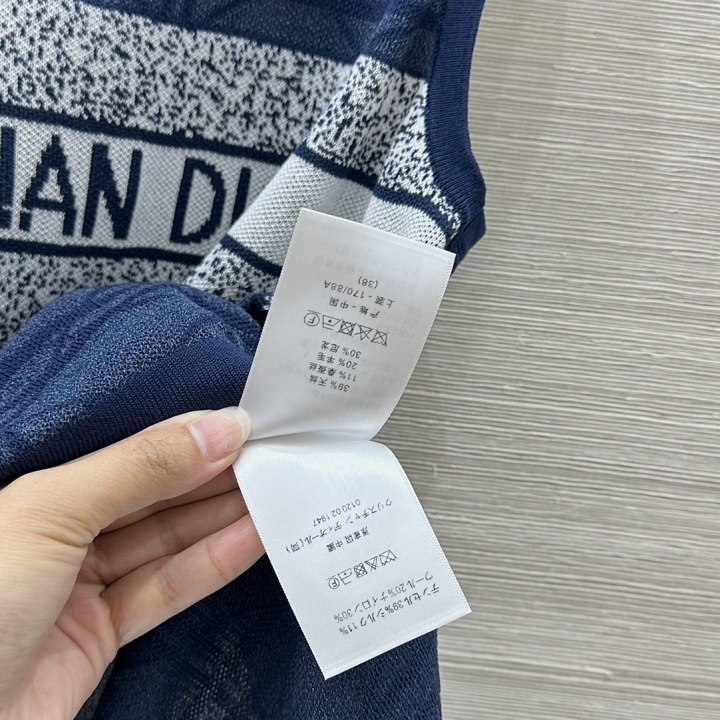 IAN DI
39% 天丝
11% 桑蚕丝
20% 羊毛
30% 尼龙
产地 - 中国
上装 - 170/88A
(38)
テンセル39%シルク11%
ウール20%ナイロン30%
原産国 中国
クリスチャン ディオール(同)
0120021947